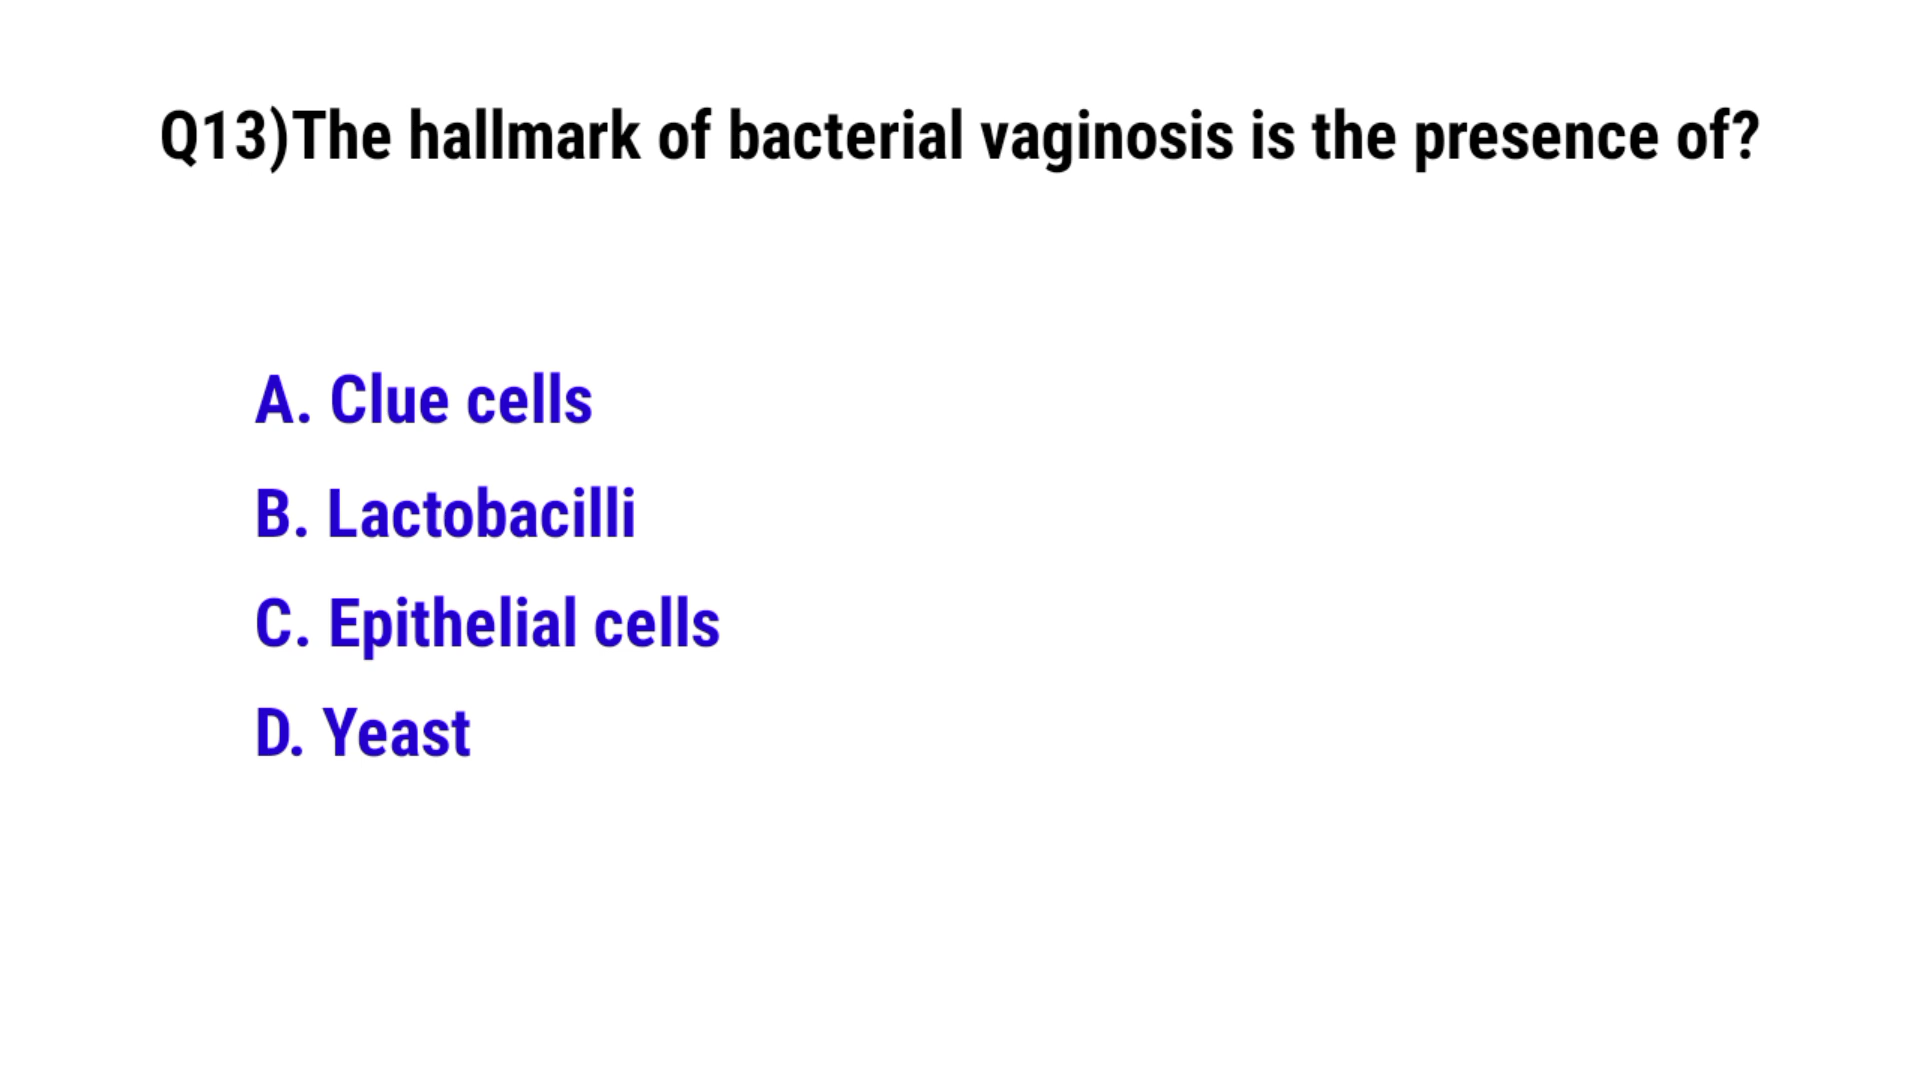 Q13)The hallmark of bacterial vaginosis is the presence of?
A. Clue cells
B. Lactobacilli
C. Epithelial cells
D. Yeast